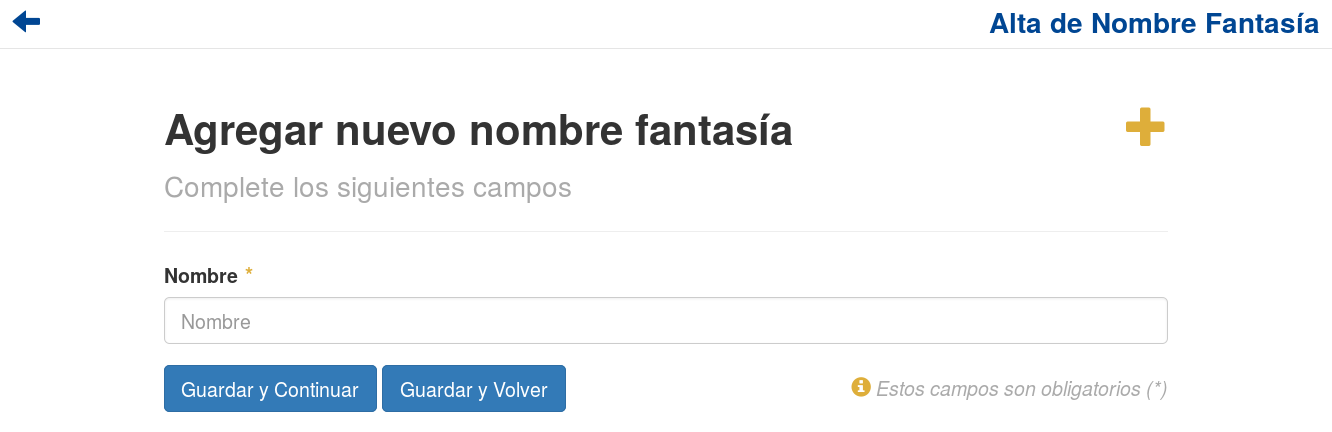 Alta de Nombre Fantasía
Agregar nuevo nombre fantasía
Complete los siguientes campos
Nombre *
Nombre
Guardar y Continuar Guardar y Volver Estos campos son obligatorios (*)